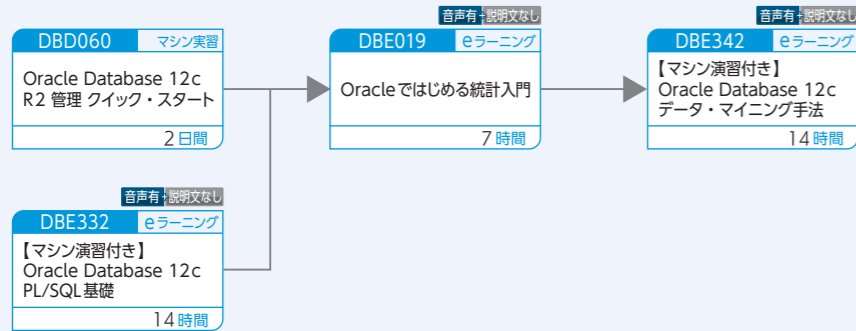 DBD060 マシン実習
Oracle Database 12c
R2 管理 クイック・スタート
2日間
音声有 説明文なし
DBE332 eラーニング
【マシン演習付き】
Oracle Database 12c
PL/SQL基礎
14時間
音声有 説明文なし
DBE019 eラーニング
Oracleではじめる統計入門
7時間
音声有 説明文なし
DBE342 eラーニング
【マシン演習付き】
Oracle Database 12c
データ・マイニング手法
14時間